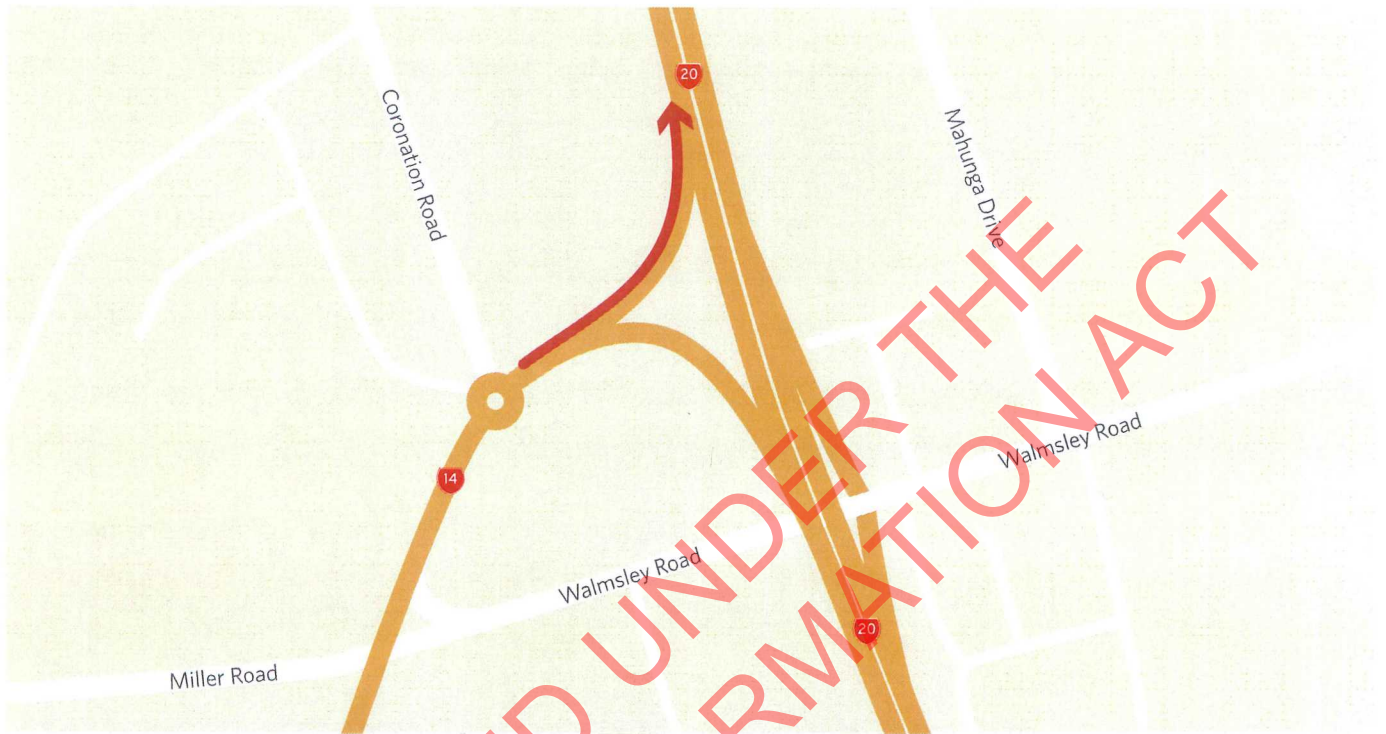 20
Coronation Road
Mahunga Drive
14
Walmsley Road
Walmsley Road
20
Miller Road
D UNDER THE
RMATION ACT